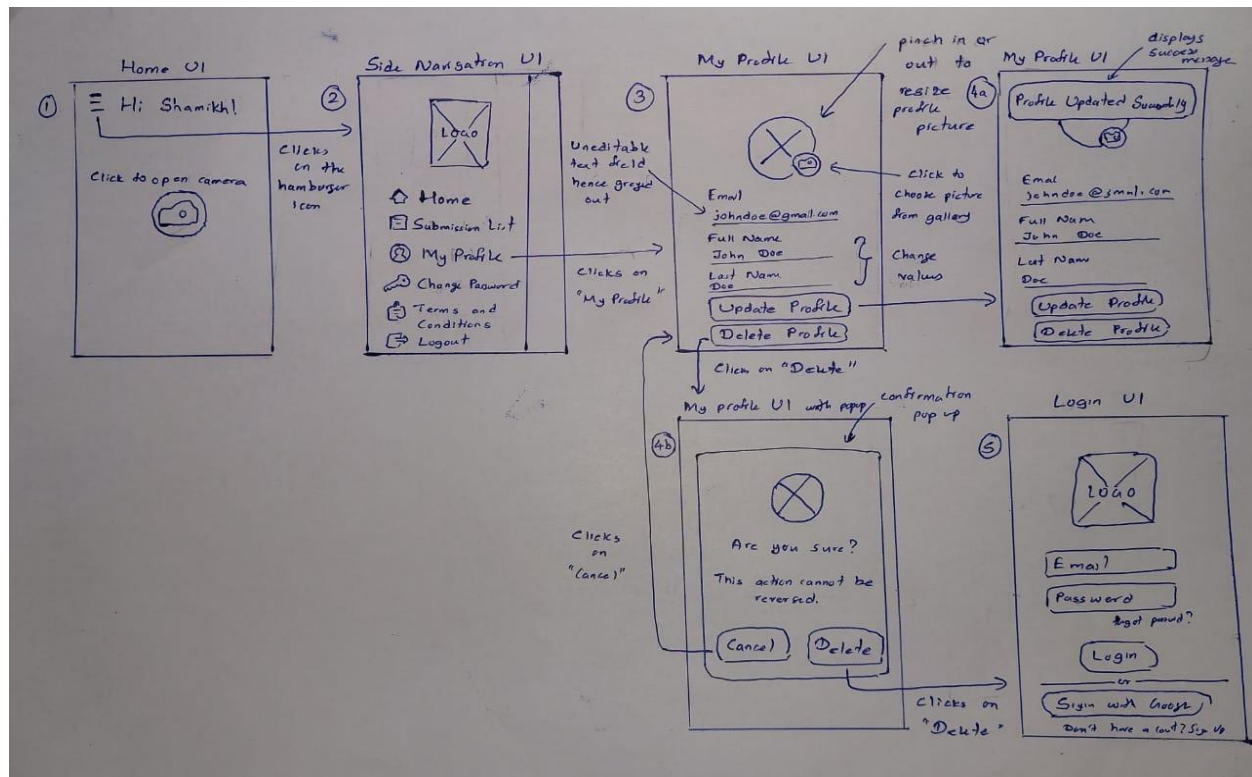 Home UI
①
☰ Hi Shamikh!
Click to open camera
Clicks
on the
hamburger
Icon
Side Navigation UI
②
LOGO
Home
Submission List
My Profile
Change Password
Terms and
Conditions
Logout
Clicks on
"My Profile"
My Profile UI
③
Uneditable
text field
hence greyed
out
Email
johndoe@gmail.com
Full Name
John Doe
Last Name
Doe
Update Profile
Delete Profile
pinch in or
out to
resize
profile
picture
click to
choose picture
from gallery
Change
values
Click on "Delete"
My Profile UI
4a
displays
success
message
Profile Updated
Email
johndoe@gmail.com
Full Name
John Doe
Last Name
Doe
Update Profile
Delete Profile
My profile UI with popup
4b
confirmation
pop up
Are you sure?
This action cannot be
reversed.
Cancel
Delete
Clicks
on
"Cancel"
Clicks on
"Delete"
Login UI
⑤
LOGO
Email
Password
forgot
Login
or
with Google
Don't have a Sign Up